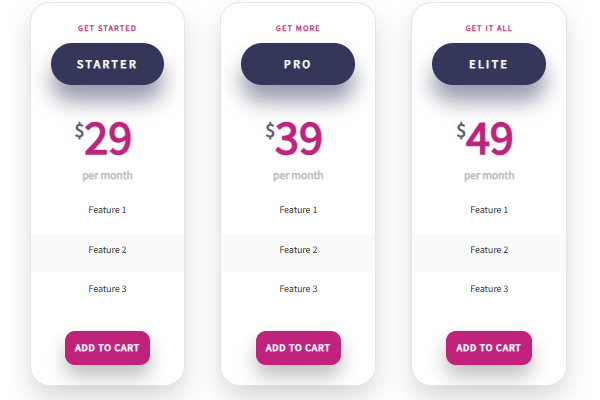 GET STARTED
STARTER
$29
per month
Feature 1
Feature 2
Feature 3
ADD TO CART
GET MORE
PRO
$39
per month
Feature 1
Feature 2
Feature 3
ADD TO CART
GET IT ALL
ELITE
$49
per month
Feature 1
Feature 2
Feature 3
ADD TO CART